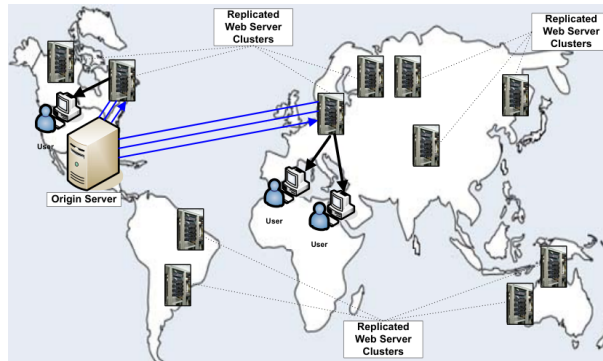 Replicated
Web Server
Clusters
Replicated
Web Server
Clusters
User
Origin Server
User
User
Replicated
Web Server
Clusters